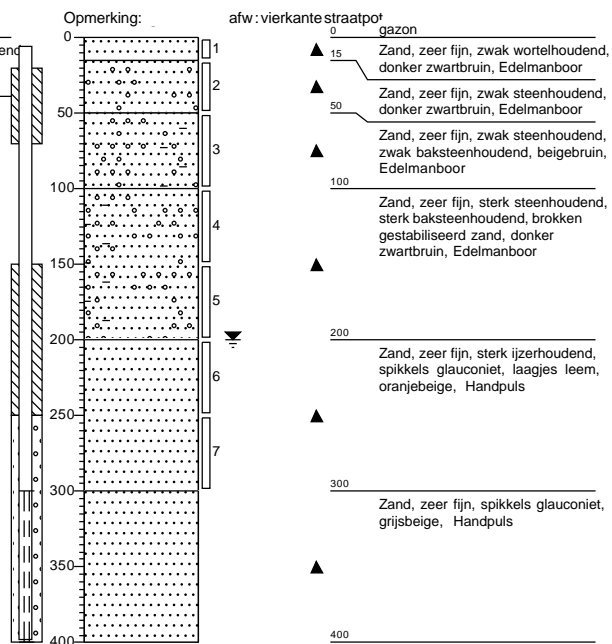 Opmerking: afw : vierkante straatpot
0 gazon
Zand, zeer fijn, zwak wortelhoudend,
donker zwartbruin, Edelmanboor
15
Zand, zeer fijn, zwak steenhoudend,
donker zwartbruin, Edelmanboor
50
Zand, zeer fijn, zwak steenhoudend,
zwak baksteenhoudend, beigebruin,
Edelmanboor
100
Zand, zeer fijn, sterk steenhoudend,
sterk baksteenhoudend, brokken
gestabiliseerd zand, donker
zwartbruin, Edelmanboor
200
Zand, zeer fijn, sterk ijzerhoudend,
spikkels glauconiet, laagjes leem,
oranjebeige, Handpuls
300
Zand, zeer fijn, spikkels glauconiet,
grijsbeige, Handpuls
400
0
50
100
150
200
250
300
350
400
1
2
3
4
5
6
7